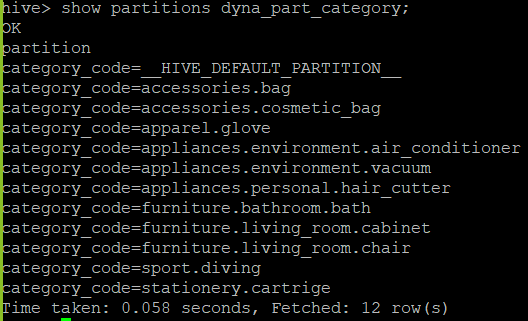 hive> show partitions dyna_part_category;
OK
partition
category_code=__HIVE_DEFAULT_PARTITION__
category_code=accessories.bag
category_code=accessories.cosmetic_bag
category_code=apparel.glove
category_code=appliances.environment.air_conditioner
category_code=appliances.environment.vacuum
category_code=appliances.personal.hair_cutter
category_code=furniture.bathroom.bath
category_code=furniture.living_room.cabinet
category_code=furniture.living_room.chair
category_code=sport.diving
category_code=stationery.cartrige
Time taken: 0.058 seconds, Fetched: 12 row(s)